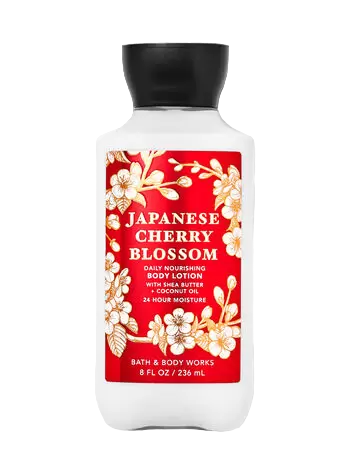 JAPANESE
CHERRY
BLOSSOM
DAILY NOURISHING
BODY LOTION
WITH SHEA BUTTER
+ COCONUT OIL
24 HOUR MOISTURE
BATH & BODY WORKS
8 FL OZ / 236 mL